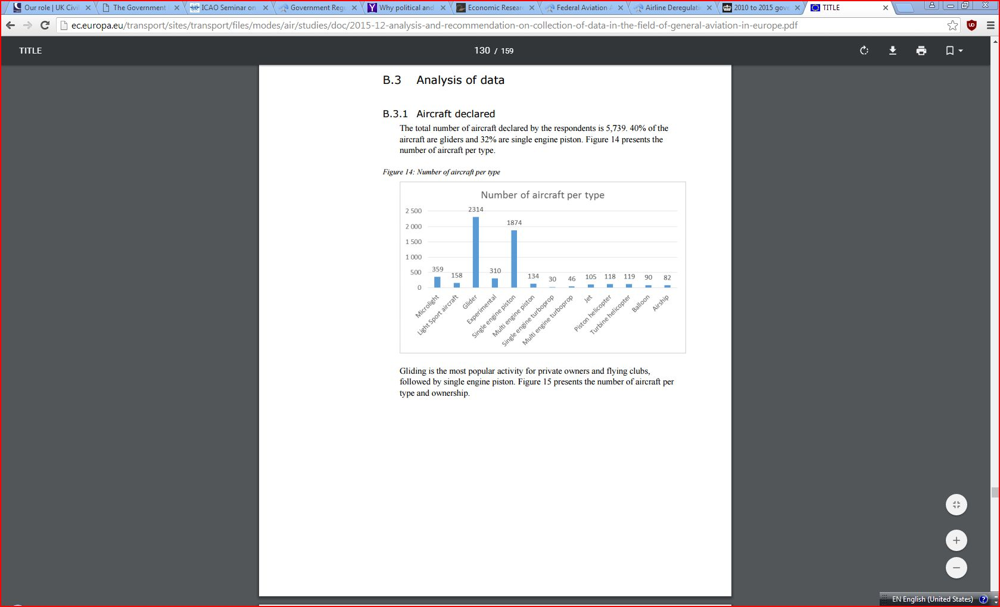 Our role | UK Civi
The Government
ICAO Seminar on
Government Regu
Why political and
Economic Resear
Federal Aviation A
Airline Deregulati
2010 to 2015 gove
TITLE
ec.europa.eu/transport/sites/transport/files/modes/air/studies/doc/2015-12-analysis-and-recommendation-on-collection-of-data-in-the-field-of-general-aviation-in-europe.pdf
TITLE
130 / 159
B.3 Analysis of data
B.3.1 Aircraft declared
The total number of aircraft declared by the respondents is 5,739. 40% of the
aircraft are gliders and 32% are single engine piston. Figure 14 presents the
number of aircraft per type.
Figure 14: Number of aircraft per type
Number of aircraft per type
2 500
2 000
1 500
1 000
500
0
359
158
2314
310
1874
134
30
46
105
118
119
90
82
Microlight
Light Sport aircraft
Glider
Experimental
Single engine piston
Multi engine piston
Single engine turboprop
Multi engine turboprop
Jet
Piston helicopter
Turbine helicopter
Balloon
Airship
Gliding is the most popular activity for private owners and flying clubs,
followed by single engine piston. Figure 15 presents the number of aircraft per
type and ownership.
EN English (United States)